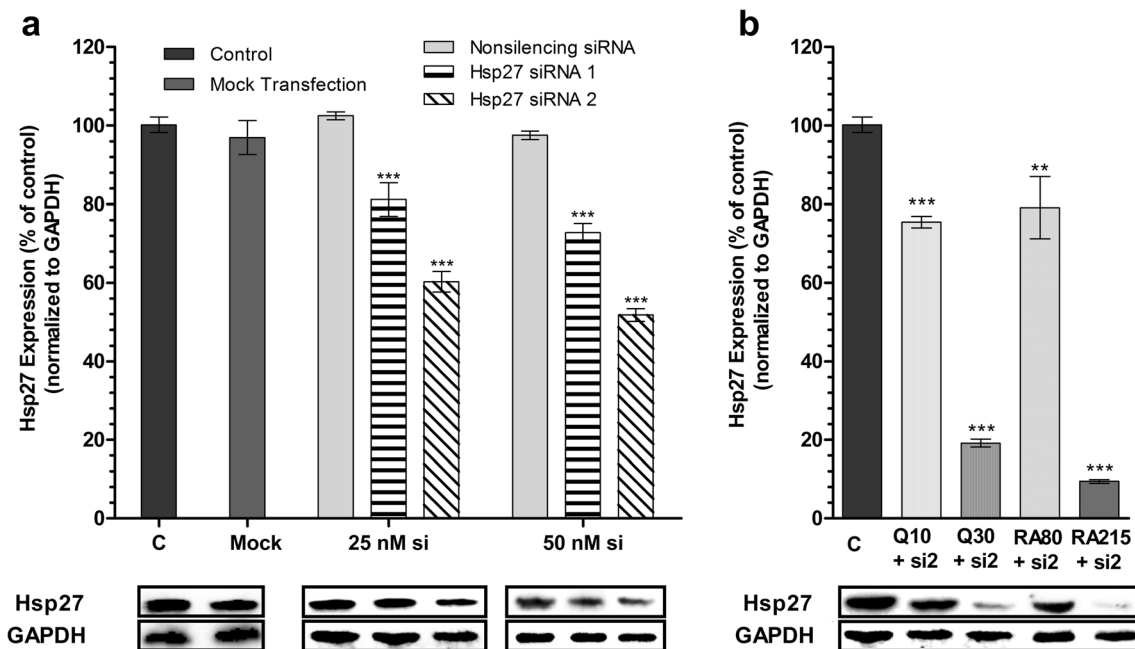 a
120
100
80
60
40
20
0
Hsp27 Expression (% of control)
(normalized to GAPDH)
Control
Mock Transfection
Nonsilencing siRNA
Hsp27 siRNA 1
Hsp27 siRNA 2
***
***
***
***
C Mock 25 nM si 50 nM si
Hsp27
GAPDH
b
120
100
80
60
40
20
0
Hsp27 Expression (% of control)
(normalized to GAPDH)
***
***
**
***
C Q10 Q30 RA80 RA215
+ si2 + si2 + si2 + si2
Hsp27
GAPDH